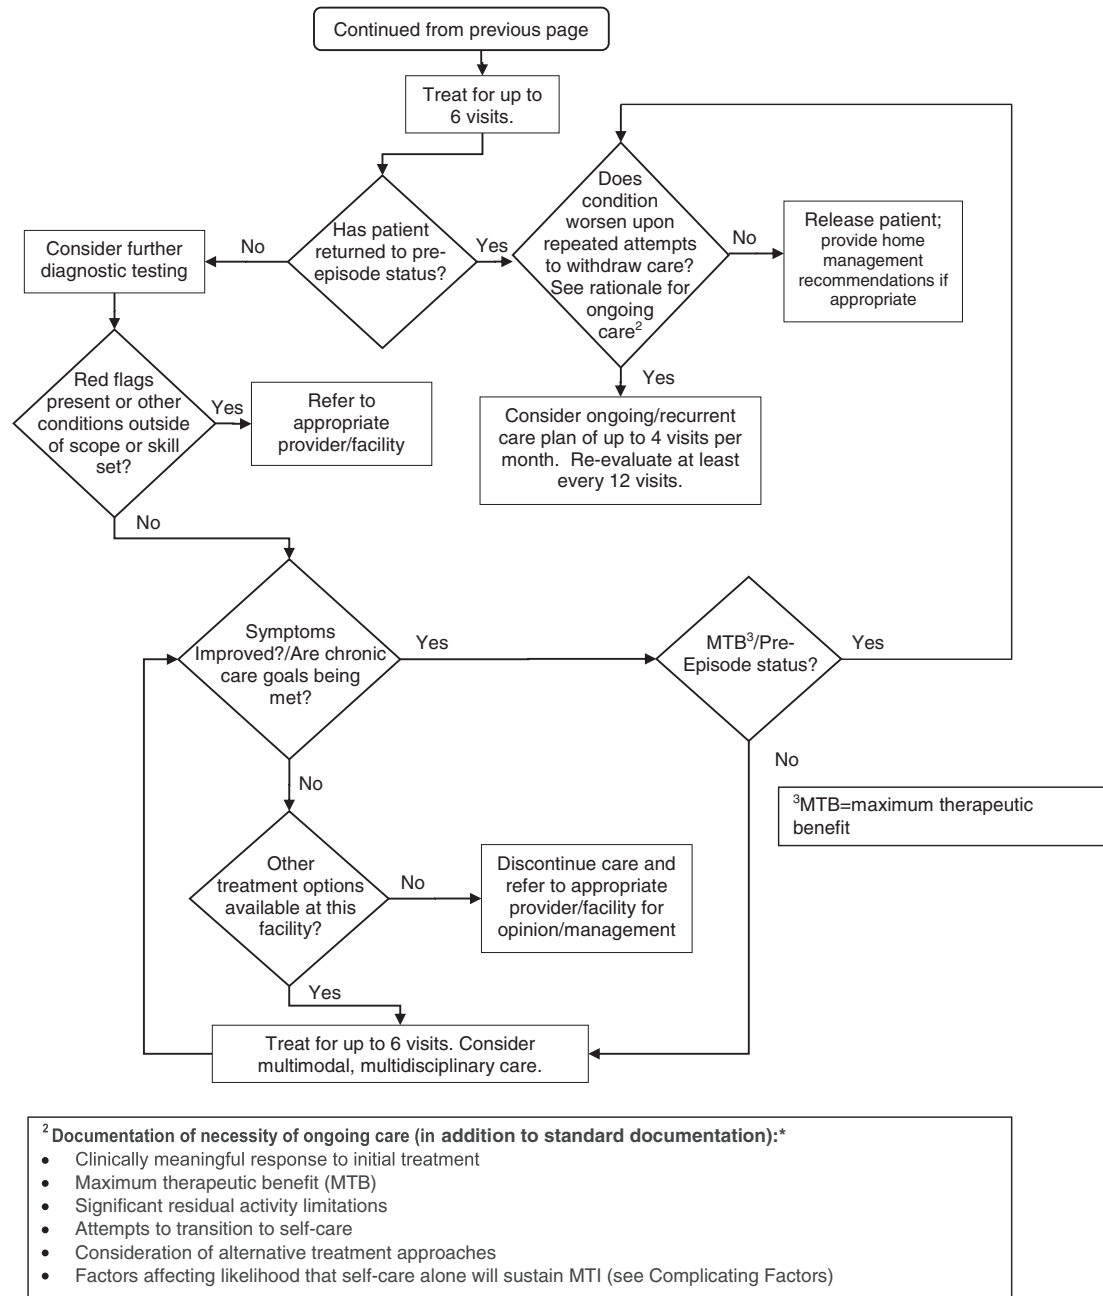 Continued from previous page
Treat for up to
6 visits.
Has patient
returned to pre-
episode status?
No
Yes
Consider further
diagnostic testing
Does
condition
worsen upon
repeated attempts
to withdraw care?
See rationale for
ongoing
care2
No
Release patient;
provide home
management
recommendations if
appropriate
Yes
Consider ongoing/recurrent
care plan of up to 4 visits per
month.  Re-evaluate at least
every 12 visits.
Red flags
present or other
conditions outside
of scope or skill
set?
Yes
Refer to
appropriate
provider/facility
No
Symptoms
Improved?/Are chronic
care goals being
met?
Yes
MTB3/Pre-
Episode status?
Yes
No
3MTB=maximum therapeutic
benefit
No
Other
treatment options
available at this
facility?
No
Discontinue care and
refer to appropriate
provider/facility for
opinion/management
Yes
Treat for up to 6 visits. Consider
multimodal, multidisciplinary care.
2 Documentation of necessity of ongoing care (in addition to standard documentation):*
• Clinically meaningful response to initial treatment
• Maximum therapeutic benefit (MTB)
• Significant residual activity limitations
• Attempts to transition to self-care
• Consideration of alternative treatment approaches
• Factors affecting likelihood that self-care alone will sustain MTI (see Complicating Factors)